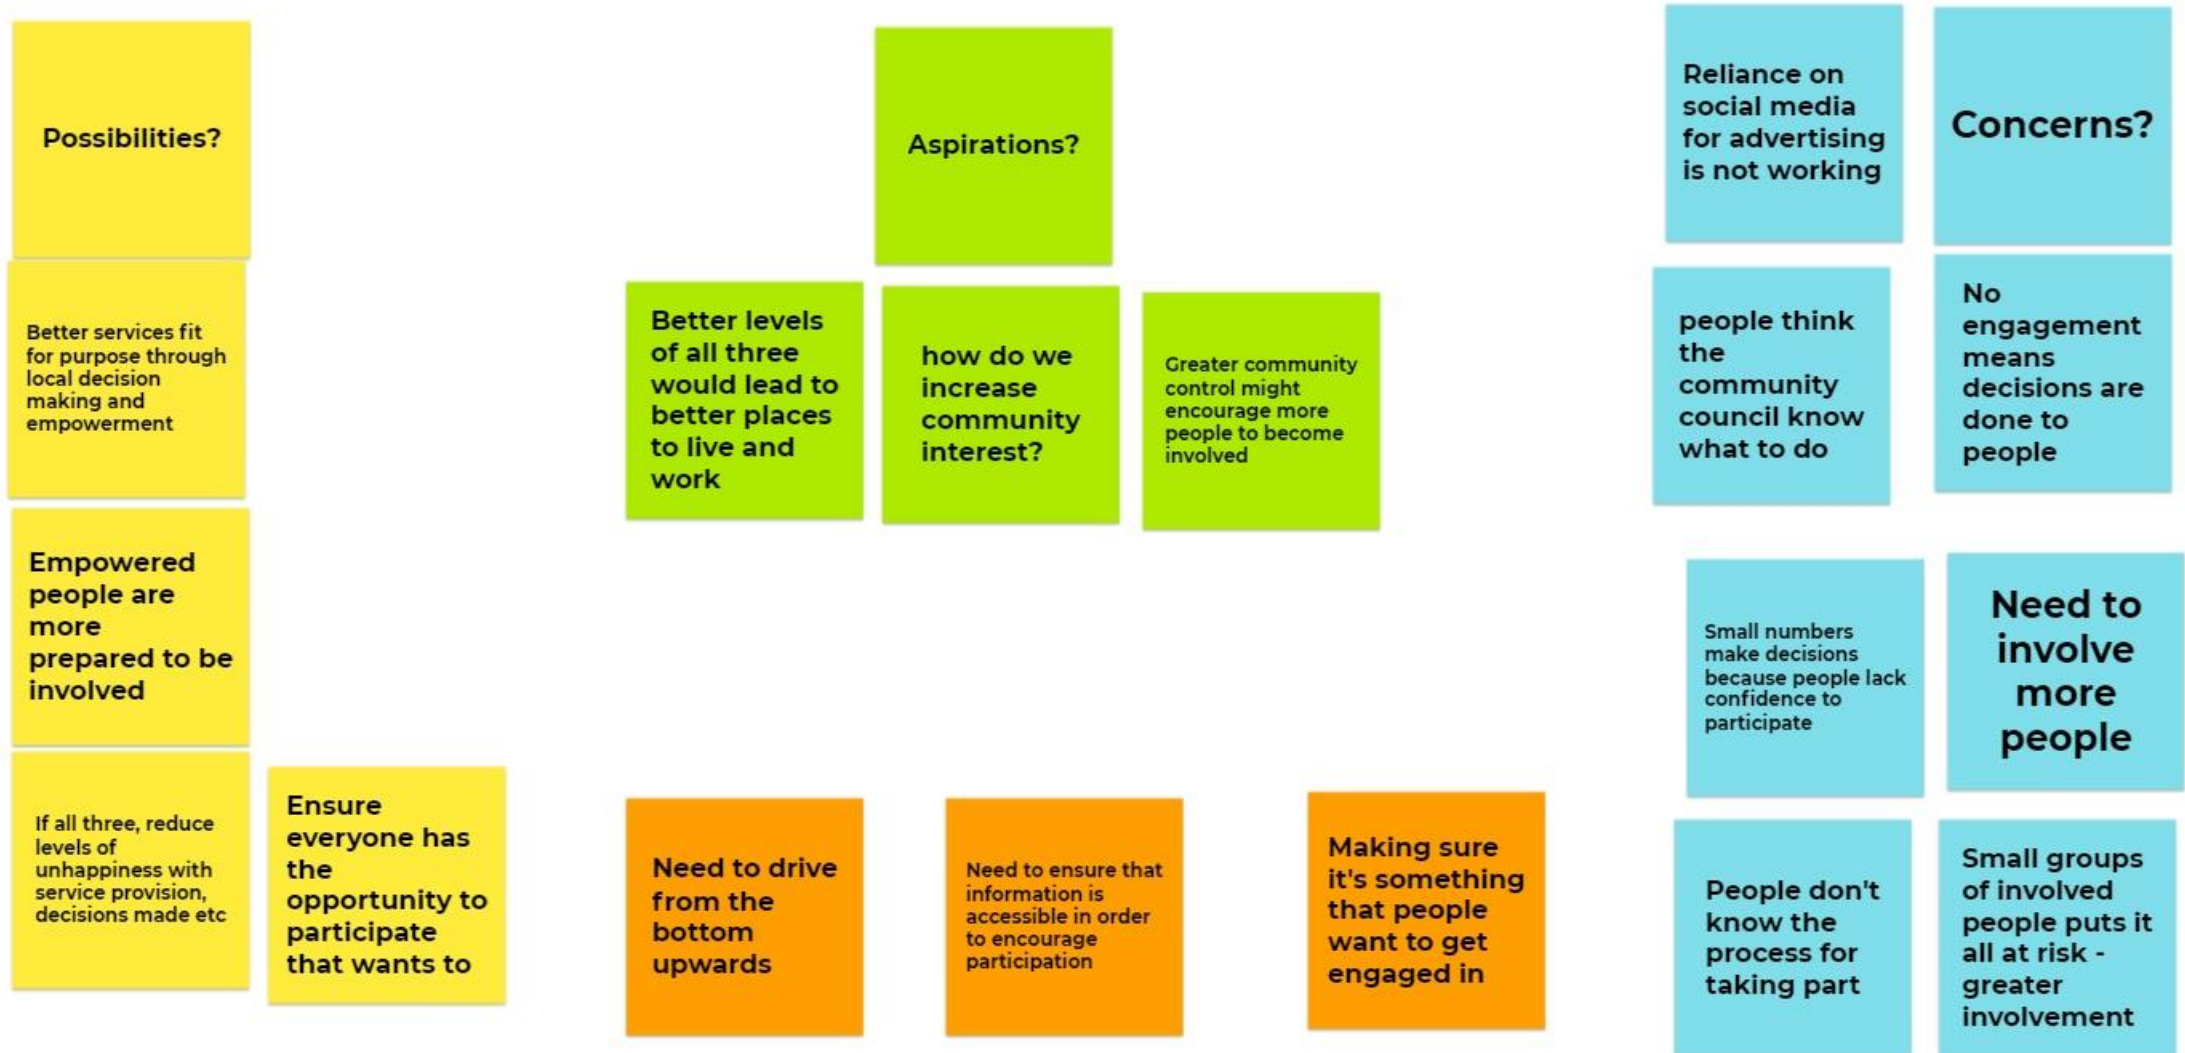 Possibilities?
Better services fit
for purpose through
local decision
making and
empowerment
Empowered
people are
more
prepared to be
involved
If all three, reduce
levels of
unhappiness with
service provision,
decisions made etc
Ensure
everyone has
the
opportunity to
participate
that wants to
Aspirations?
Better levels
of all three
would lead to
better places
to live and
work
how do we
increase
community
interest?
Greater community
control might
encourage more
people to become
involved
Need to drive
from the
bottom
upwards
Need to ensure that
information is
accessible in order
to encourage
participation
Making sure
it's something
that people
want to get
engaged in
Reliance on
social media
for advertising
is not working
Concerns?
people think
the
community
council know
what to do
No
engagement
means
decisions are
done to
people
Small numbers
make decisions
because people lack
confidence to
participate
Need to
involve
more
people
People don't
know the
process for
taking part
Small groups
of involved
people puts it
all at risk -
greater
involvement